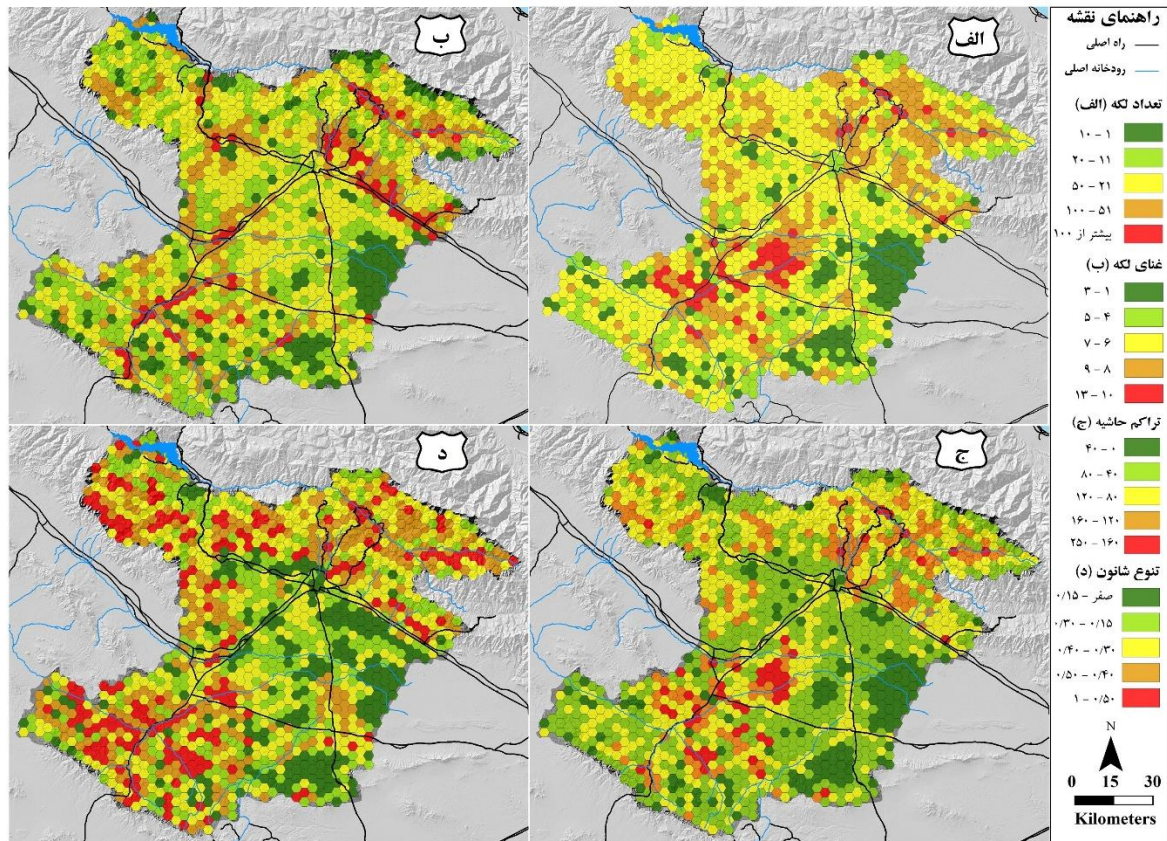 ب
الف
د
ج
راهنمای نقشه
راه اصلی
رودخانه اصلی
تعداد لکه (الف)
۱۰ - ۱
۲۰ - ۱۱
۵۰ - ۲۱
۱۰۰ - ۵۱
بیشتر از ۱۰۰
غنای لکه (ب)
۳ - ۱
۵ - ۴
۷ - ۶
۹ - ۸
۱۳ - ۱۰
تراکم حاشیه (ج)
۴۰ - ۰
۸۰ - ۴۰
۱۲۰ - ۸۰
۱۶۰ - ۱۲۰
۲۵۰ - ۱۶۰
تنوع شانون (د)
صفر - ۰/۱۵
۰/۳۰ - ۰/۱۵
۰/۴۰ - ۰/۳۰
۰/۵۰ - ۰/۴۰
۱ - ۰/۵۰
N
0 15 30
Kilometers